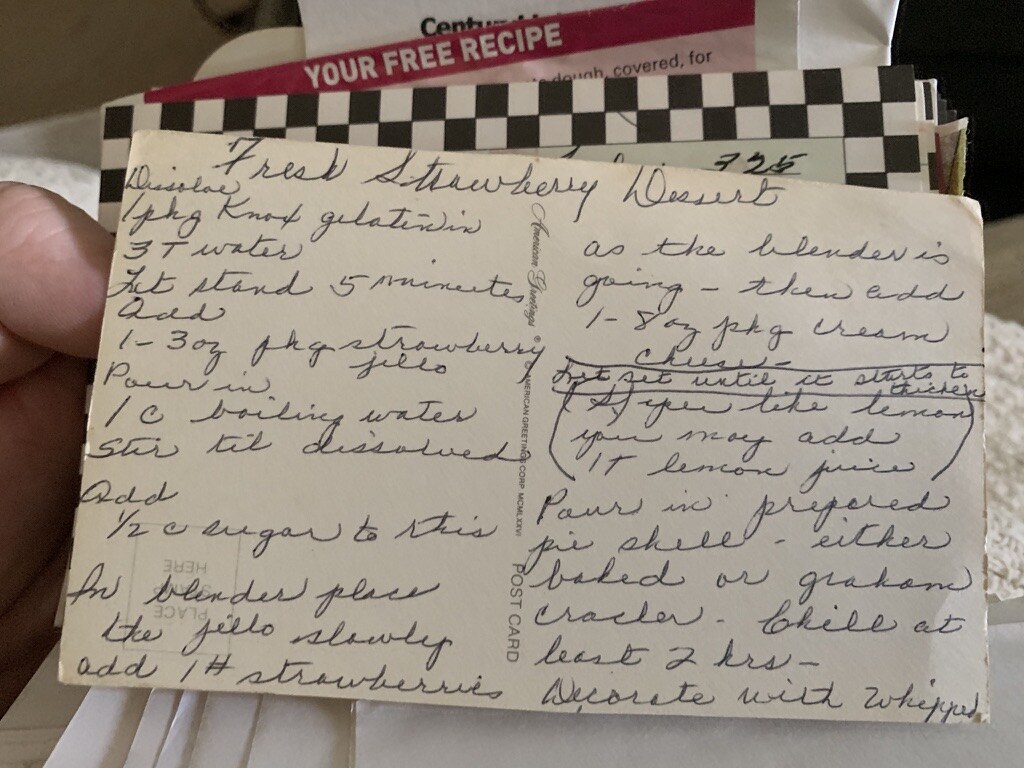 Century
YOUR FREE RECIPE
dough, covered, for
325
Fresh Strawberry Dessert
Dissolve
1 pkg Knox gelatin in
3 T water
Let stand 5 minnutes
Add
1 - 3 oz pkg strawberry
jello
Pour in
1 c boiling water
Stir til dissolved
Add
1/2 c sugar to this
In blender place
the jello slowly
add 1# strawberries
American Greetings ®
© AMERICAN GREETINGS CORP. MCMLXXVI
POST CARD
PLACE
HERE
as the blender is
going - then add
1 - 8 oz pkg cream
cheese -
Let set until it starts to
thicken
(If you like lemon
you may add
1 T lemon juice)
Pour in prepared
pie shell - either
baked or graham
cracker - Chill at
least 2 hrs -
Decorate with whipped